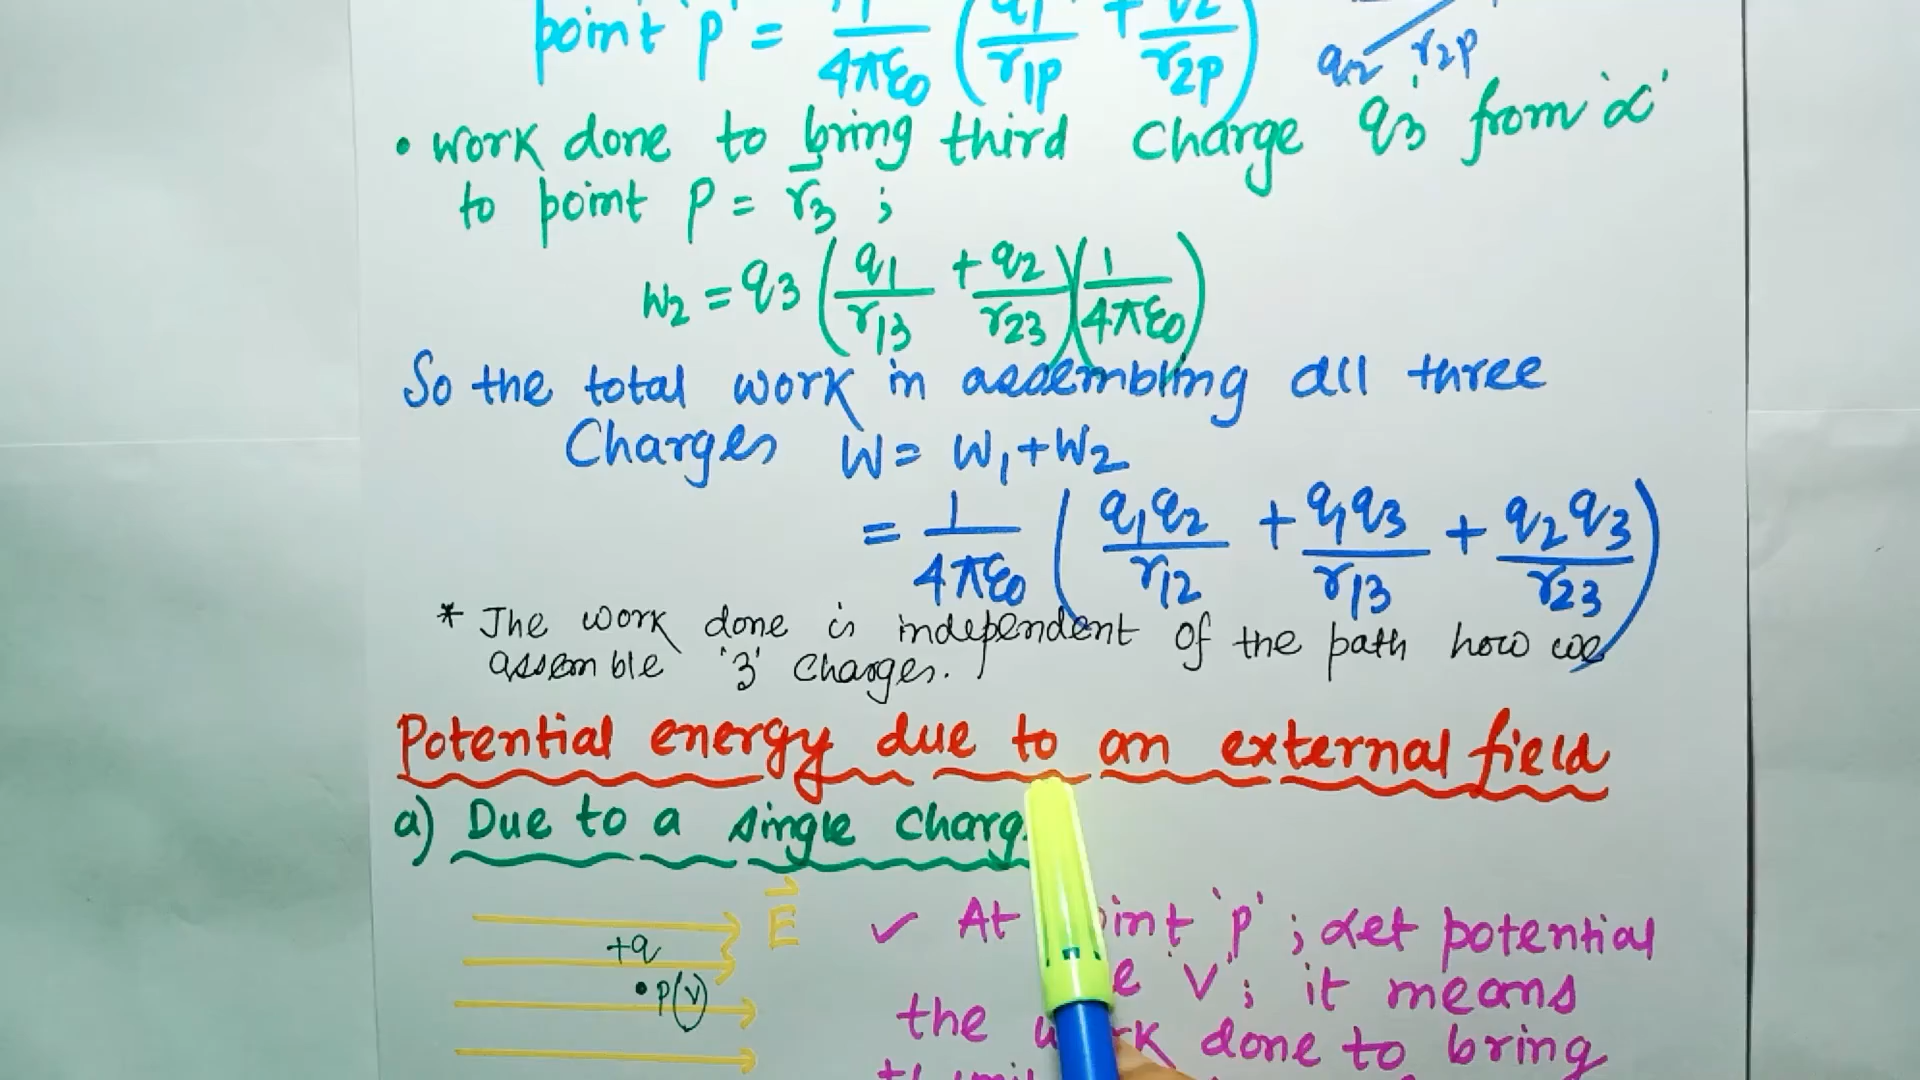 point 'p' = 1/4πε0 (q1/r1p + q2/r2p)
q2 r2p
• work done to bring third charge q3 from 'α'
to point P = r3 ;
W2 = q3 (q1/r13 + q2/r23)(1/4πε0)
So the total work in assembling all three
Charges W = W1+W2
= 1/4πε0 (q1q2/r12 + q1q3/r13 + q2q3/r23)
* The work done is independent of the path how we
assemble '3' charges.
Potential energy due to an external field
a) Due to a single charg
E
+q
• p(v)
✓ At int 'p' ; Let potential
e 'V' ; it means
the rk done to bring